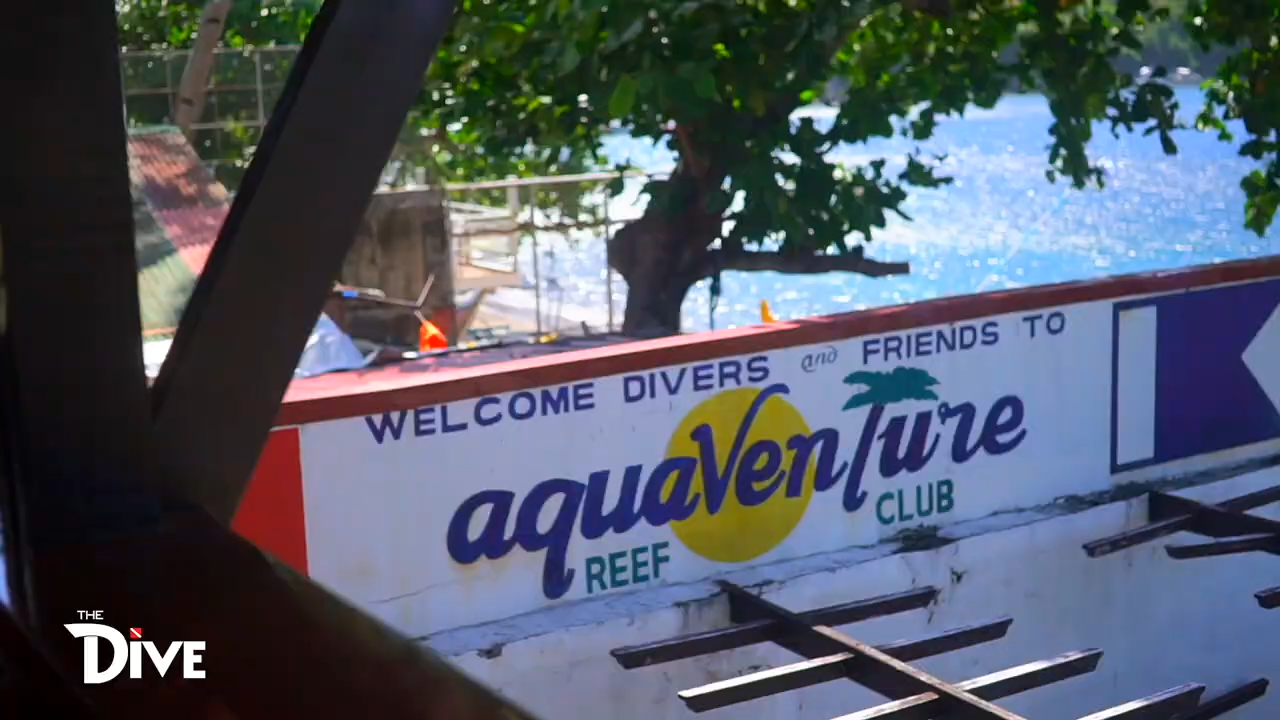 WELCOME DIVERS and FRIENDS TO
aquaVenTure
REEF CLUB
THE
DiVE